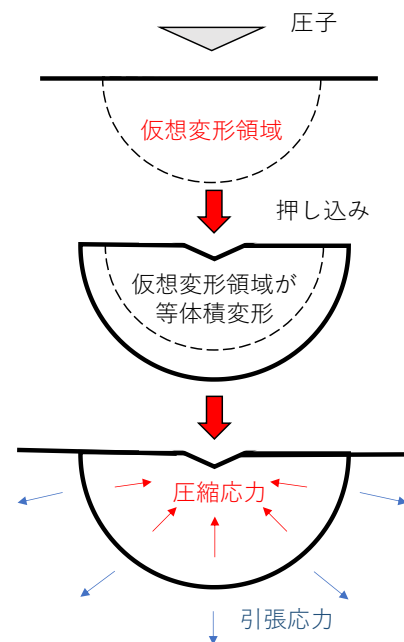 圧子
仮想変形領域
押し込み
仮想変形領域が
等体積変形
圧縮応力
引張応力